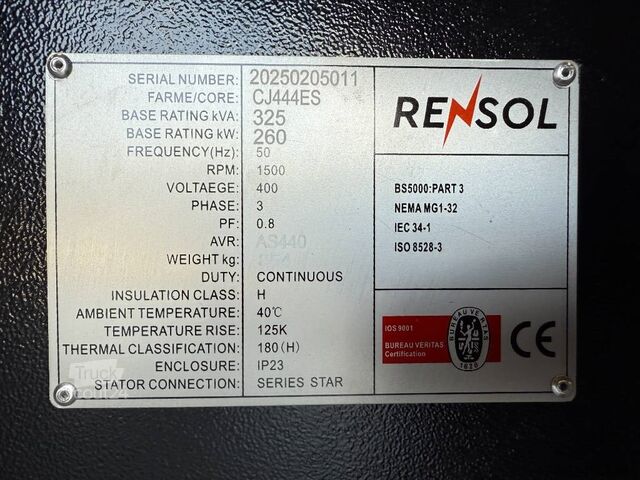 SERIAL NUMBER: 20250205011
FARME/CORE: CJ444ES
BASE RATING kVA: 325
BASE RATING kW: 260
FREQUENCY(Hz): 50
RPM: 1500
VOLTAEGE: 400
PHASE: 3
PF: 0.8
AVR: AS440
WEIGHT kg:
DUTY: CONTINUOUS
INSULATION CLASS: H
AMBIENT TEMPERATURE: 40℃
TEMPERATURE RISE: 125K
THERMAL CLASSIFICATION: 180(H)
ENCLOSURE: IP23
STATOR CONNECTION: SERIES STAR
RENSOL
BS5000:PART 3
NEMA MG1-32
IEC 34-1
ISO 8528-3
IOS 9001
BUREAU VERITAS
Certification
BUREAU VERITAS
1828
CE
Truck
com24